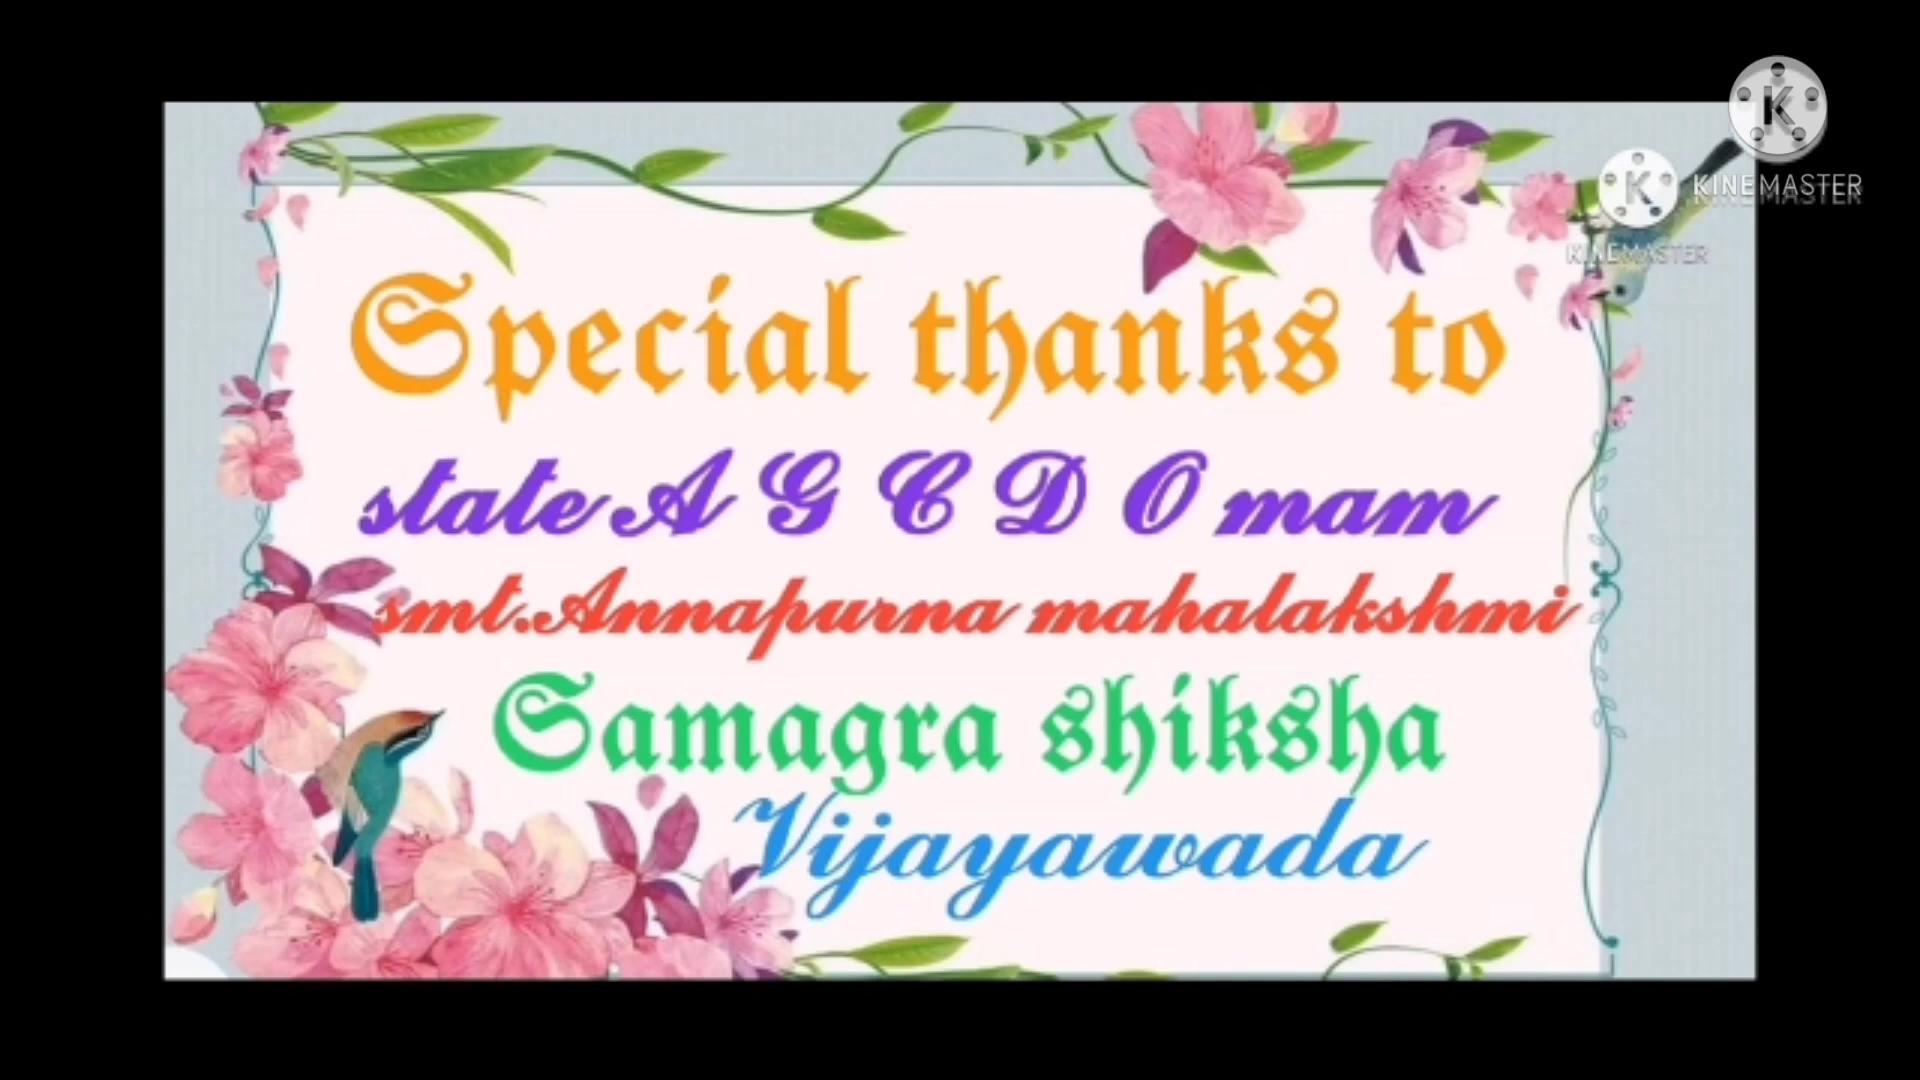 Special thanks to
state A G C D O mam
smt.Annapurna mahalakshmi
Samagra shiksha
Vijayawada
K
KINEMASTER
K
KINEMASTER